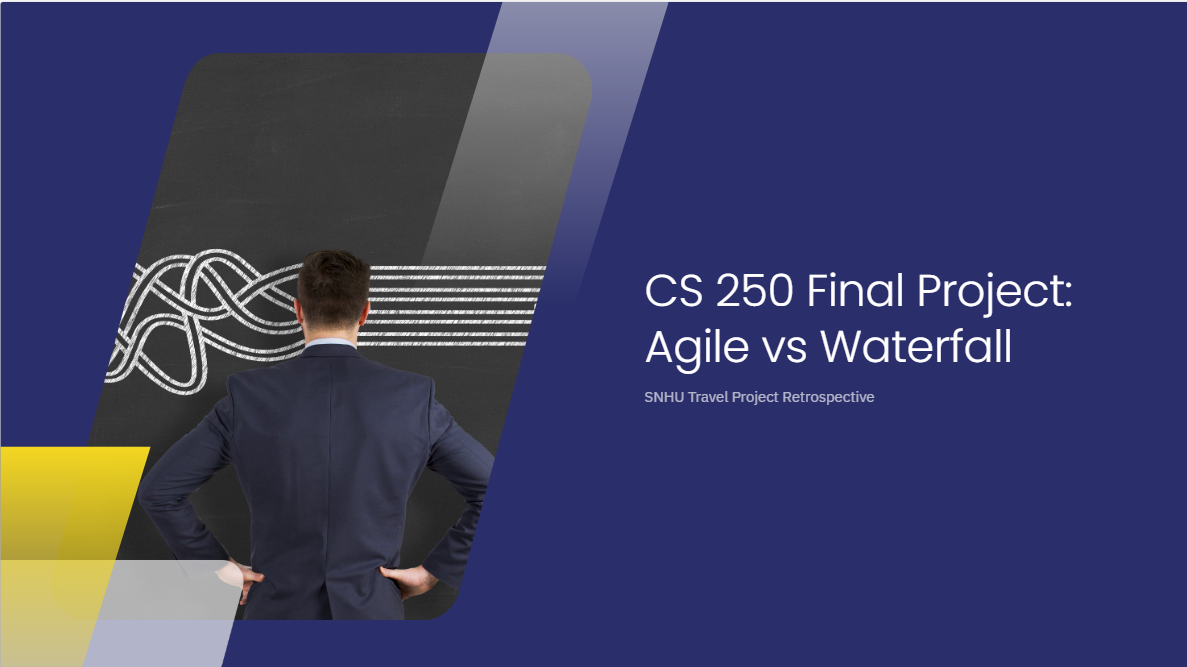 CS 250 Final Project:
Agile vs Waterfall
SNHU Travel Project Retrospective